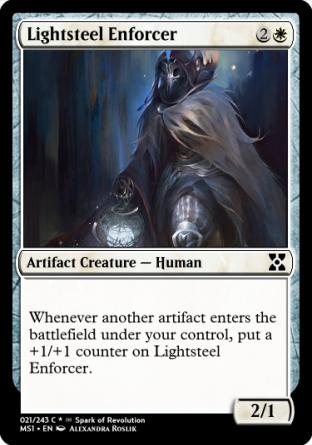 Lightsteel Enforcer 2
Artifact Creature — Human
Whenever another artifact enters the
battlefield under your control, put a
+1/+1 counter on Lightsteel
Enforcer.
2/1
021/243 C * ∞ Spark of Revolution
MS1 • EN Alexandra Roslik